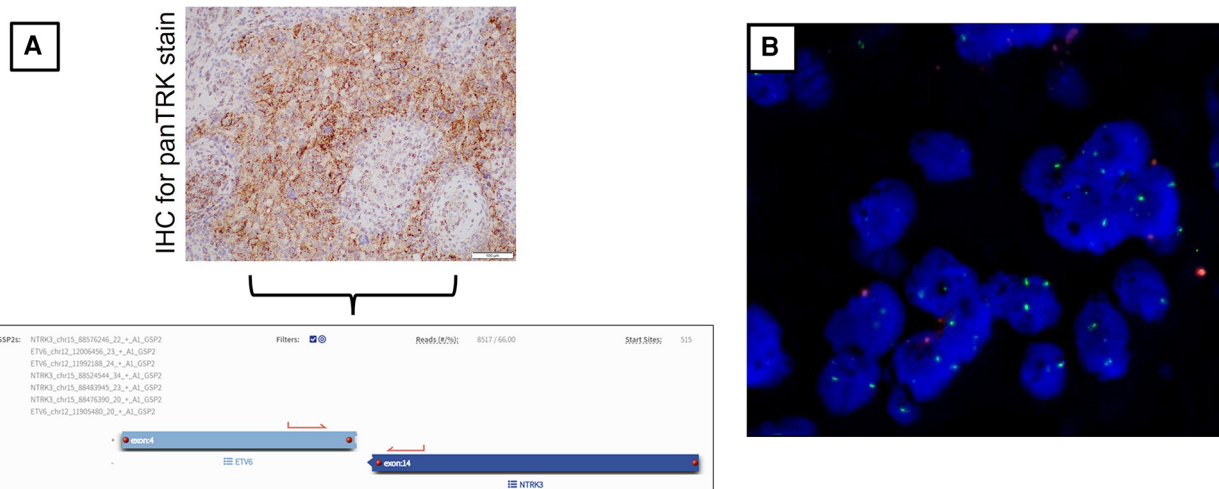 A
IHC for panTRK stain
100 µm
B
GSP2s:
NTRK3_chr15_88576246_22_+_A1_GSP2
ETV6_chr12_12006456_23_+_A1_GSP2
ETV6_chr12_11992188_24_+_A1_GSP2
NTRK3_chr15_88524544_34_+_A1_GSP2
NTRK3_chr15_88483945_23_+_A1_GSP2
NTRK3_chr15_88476390_20_+_A1_GSP2
ETV6_chr12_11905480_20_+_A1_GSP2
Filters:
Reads (#/%): 8517 / 66.00
Start Sites: 515
+ exon:4
ETV6
- exon:14
NTRK3